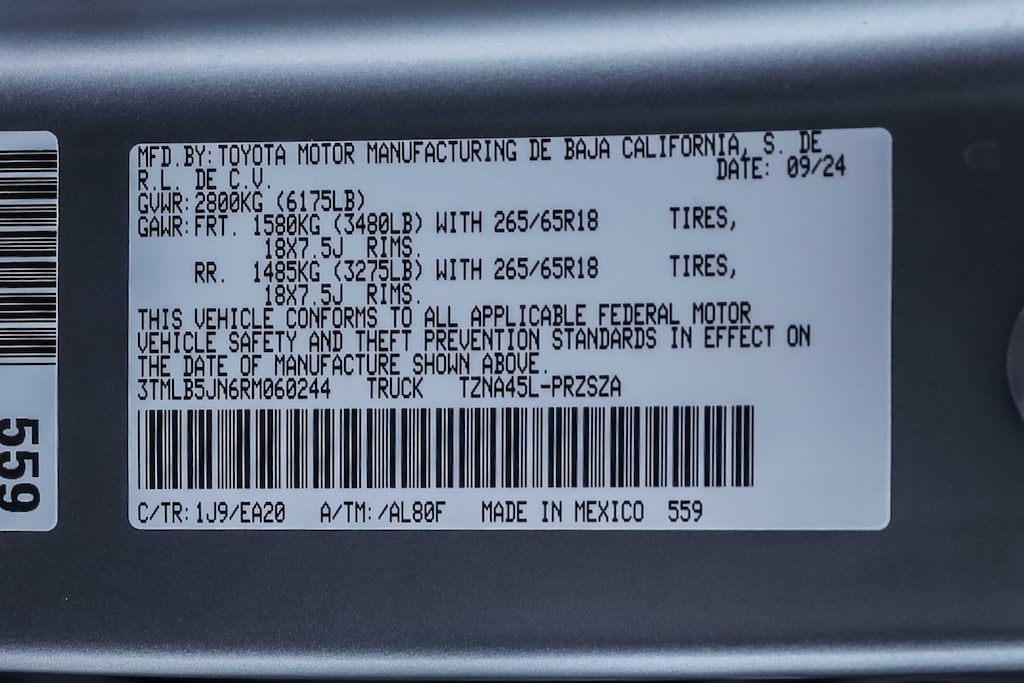 MFD.BY: TOYOTA MOTOR MANUFACTURING DE BAJA CALIFORNIA, S. DE
R.L. DE C.V. DATE: 09/24
GVWR: 2800KG (6175LB)
GAWR: FRT. 1580KG (3480LB) WITH 265/65R18 TIRES,
18X7.5J RIMS.
RR. 1485KG (3275LB) WITH 265/65R18 TIRES,
18X7.5J RIMS.
THIS VEHICLE CONFORMS TO ALL APPLICABLE FEDERAL MOTOR
VEHICLE SAFETY AND THEFT PREVENTION STANDARDS IN EFFECT ON
THE DATE OF MANUFACTURE SHOWN ABOVE.
3TMLB5JN6RM060244 TRUCK TZNA45L-PRZSZA
C/TR: 1J9/EA20 A/TM: /AL80F MADE IN MEXICO 559
559